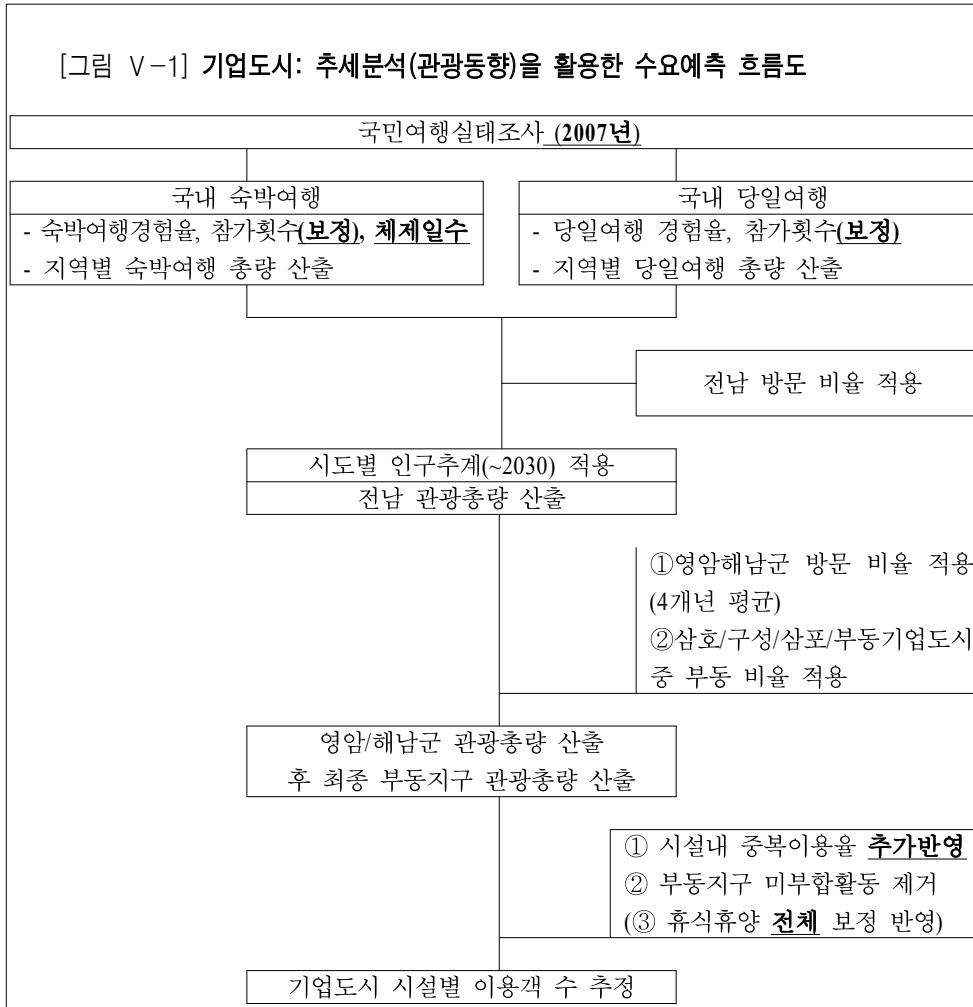 [그림 Ⅴ-1] 기업도시: 추세분석(관광동향)을 활용한 수요예측 흐름도
국민여행실태조사 (2007년)
국내 숙박여행
- 숙박여행경험율, 참가횟수(보정), 체제일수
- 지역별 숙박여행 총량 산출
국내 당일여행
- 당일여행 경험율, 참가횟수(보정)
- 지역별 당일여행 총량 산출
전남 방문 비율 적용
시도별 인구추계(~2030) 적용
전남 관광총량 산출
①영암해남군 방문 비율 적용
(4개년 평균)
②삼호/구성/삼포/부동기업도시
중 부동 비율 적용
영암/해남군 관광총량 산출
후 최종 부동지구 관광총량 산출
① 시설내 중복이용율 추가반영
② 부동지구 미부합활동 제거
(③ 휴식휴양 전체 보정 반영)
기업도시 시설별 이용객 수 추정